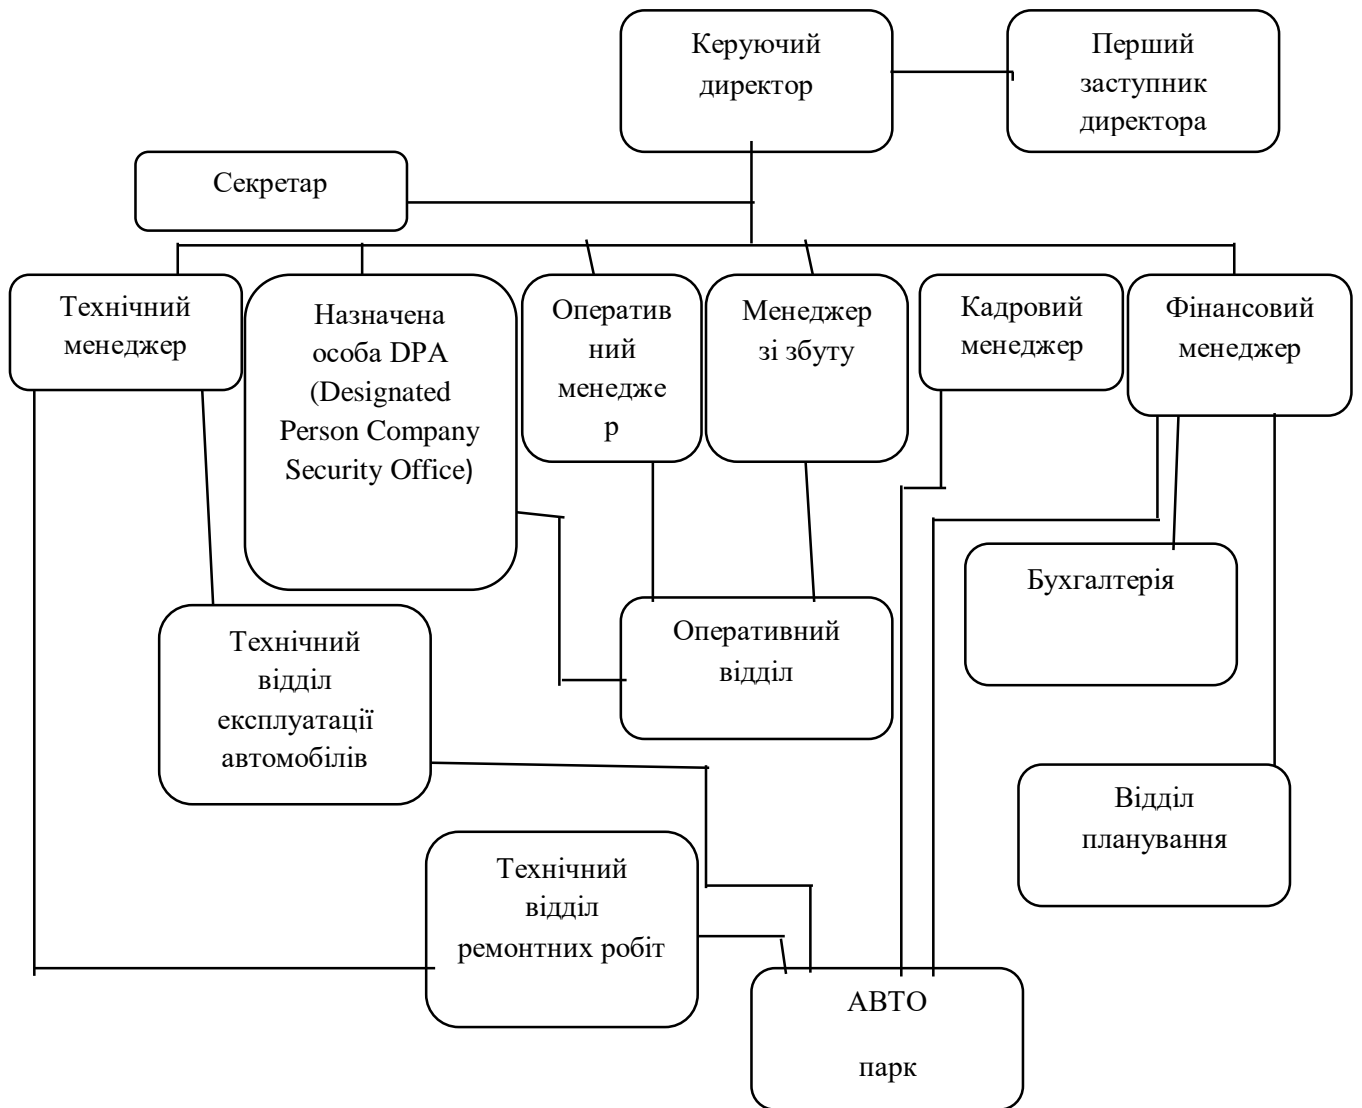 Керуючий
директор
Перший
заступник
директора
Секретар
Технічний
менеджер
Назначена
особа DPA
(Designated
Person Company
Security Office)
Оператив
ний
менедже
р
Менеджер
зі збуту
Кадровий
менеджер
Фінансовий
менеджер
Бухгалтерія
Оперативний
відділ
Технічний
відділ
експлуатації
автомобілів
Відділ
планування
Технічний
відділ
ремонтних робіт
АВТО
парк